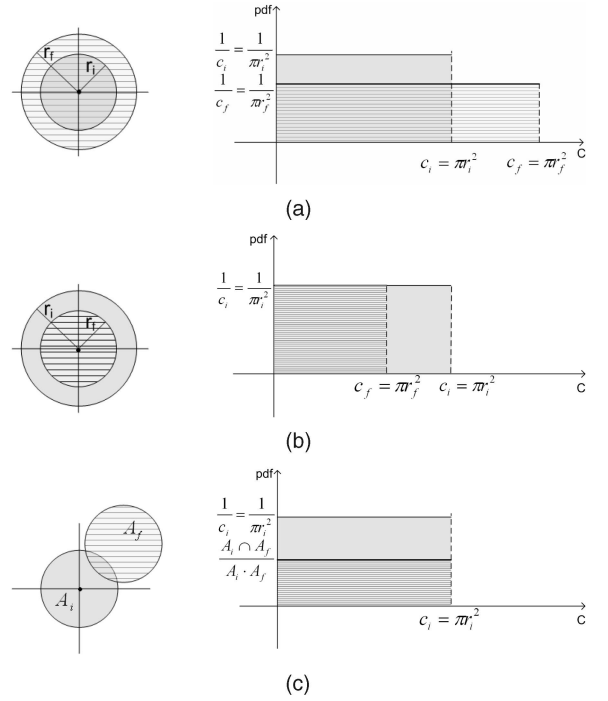 pdf
r_f
r_i
1/c_i = 1/πr_i^2
1/c_f = 1/πr_f^2
c_i = πr_i^2
c_f = πr_f^2
C
(a)
pdf
r_i
r_f
1/c_i = 1/πr_i^2
c_f = πr_f^2
c_i = πr_i^2
C
(b)
pdf
A_f
A_i
1/c_i = 1/πr_i^2
A_i ∩ A_f / A_i · A_f
c_i = πr_i^2
C
(c)